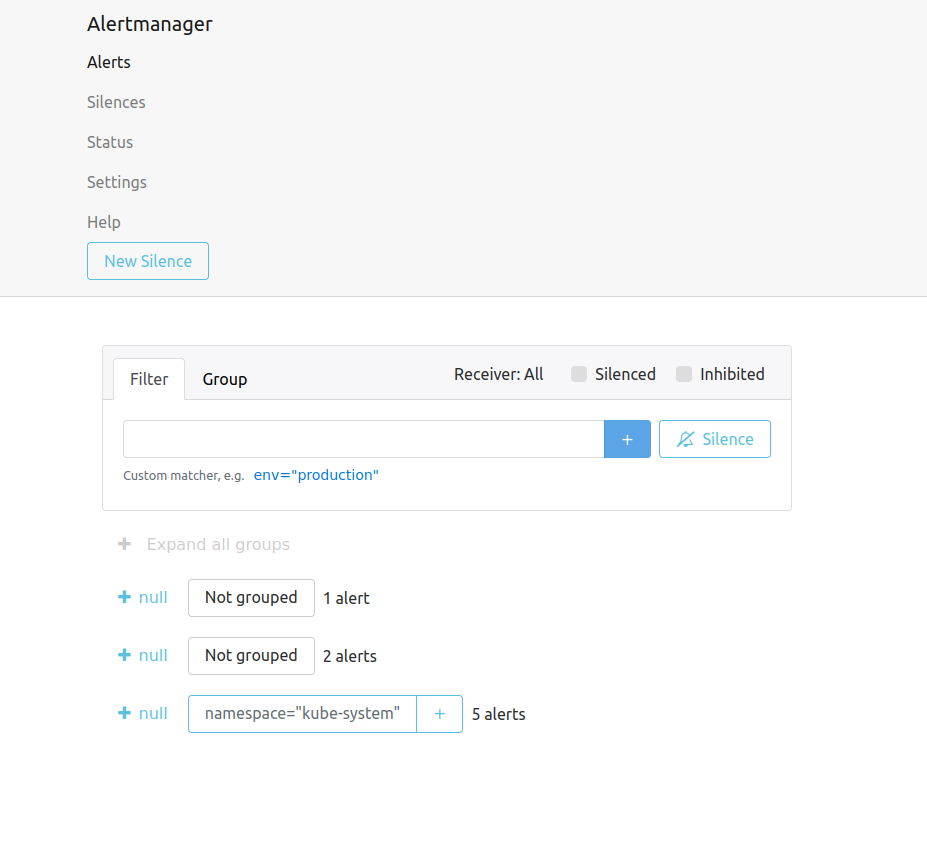 Alertmanager
Alerts
Silences
Status
Settings
Help
New Silence
Filter Group Receiver: All Silenced Inhibited
+ Silence
Custom matcher, e.g. env="production"
+ Expand all groups
+ null Not grouped 1 alert
+ null Not grouped 2 alerts
+ null namespace="kube-system" + 5 alerts